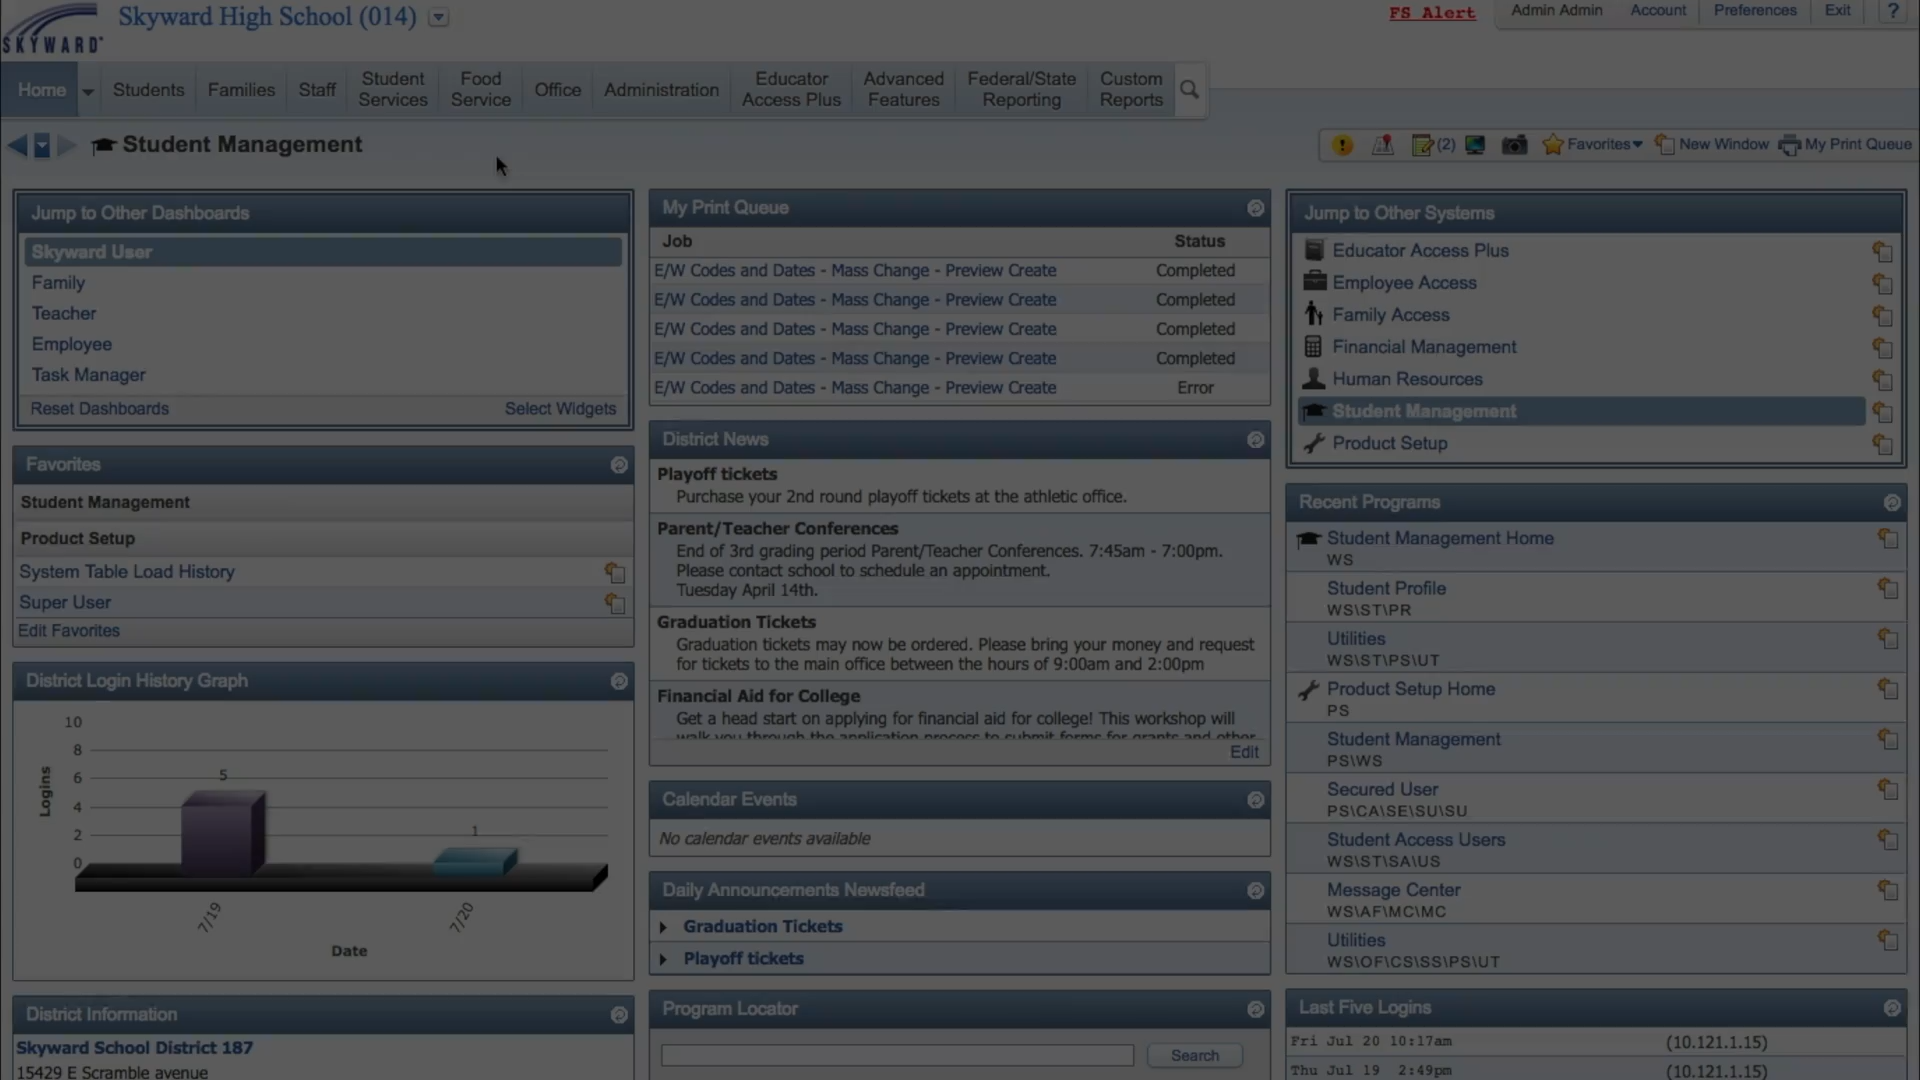 Skyward High School (014)
FS Alert
Admin Admin
Account
Preferences
Exit
?
SKYWARD
Home
Students
Families
Staff
Student Services
Food Service
Office
Administration
Educator Access Plus
Advanced Features
Federal/State Reporting
Custom Reports
Student Management
(2)
Favorites
New Window
My Print Queue
Jump to Other Dashboards
Skyward User
Family
Teacher
Employee
Task Manager
Reset Dashboards
Select Widgets
Favorites
Student Management
Product Setup
System Table Load History
Super User
Edit Favorites
District Login History Graph
10
8
6
4
2
0
Logins
5
1
7/19
7/20
Date
District Information
Skyward School District 187
15429 E Scramble avenue
My Print Queue
Job Status
E/W Codes and Dates - Mass Change - Preview Create Completed
E/W Codes and Dates - Mass Change - Preview Create Completed
E/W Codes and Dates - Mass Change - Preview Create Completed
E/W Codes and Dates - Mass Change - Preview Create Completed
E/W Codes and Dates - Mass Change - Preview Create Error
District News
Playoff tickets
Purchase your 2nd round playoff tickets at the athletic office.
Parent/Teacher Conferences
End of 3rd grading period Parent/Teacher Conferences. 7:45am - 7:00pm.
Please contact school to schedule an appointment.
Tuesday April 14th.
Graduation Tickets
Graduation tickets may now be ordered. Please bring your money and request
for tickets to the main office between the hours of 9:00am and 2:00pm
Financial Aid for College
Get a head start on applying for financial aid for college! This workshop will
walk you through the application process to submit forms for grants and other
Edit
Calendar Events
No calendar events available
Daily Announcements Newsfeed
Graduation Tickets
Playoff tickets
Program Locator
Search
Jump to Other Systems
Educator Access Plus
Employee Access
Family Access
Financial Management
Human Resources
Student Management
Product Setup
Recent Programs
Student Management Home
WS
Student Profile
WS\ST\PR
Utilities
WS\ST\PS\UT
Product Setup Home
PS
Student Management
PS\WS
Secured User
PS\CA\SE\SU\SU
Student Access Users
WS\ST\SA\US
Message Center
WS\AF\MC\MC
Utilities
WS\OF\CS\SS\PS\UT
Last Five Logins
Fri Jul 20 10:17am (10.121.1.15)
Thu Jul 19 2:49pm (10.121.1.15)